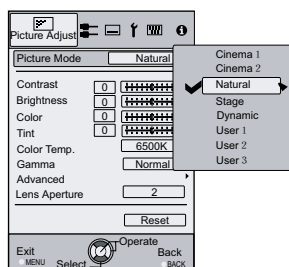 Picture Adjust
Picture Mode Natural
Contrast 0
Brightness 0
Color 0
Tint 0
Color Temp. 6500K
Gamma Normal
Advanced
Lens Aperture 2
Reset
Cinema 1
Cinema 2
Natural
Stage
Dynamic
User 1
User 2
User 3
Exit
MENU
Select
Operate
Back
BACK